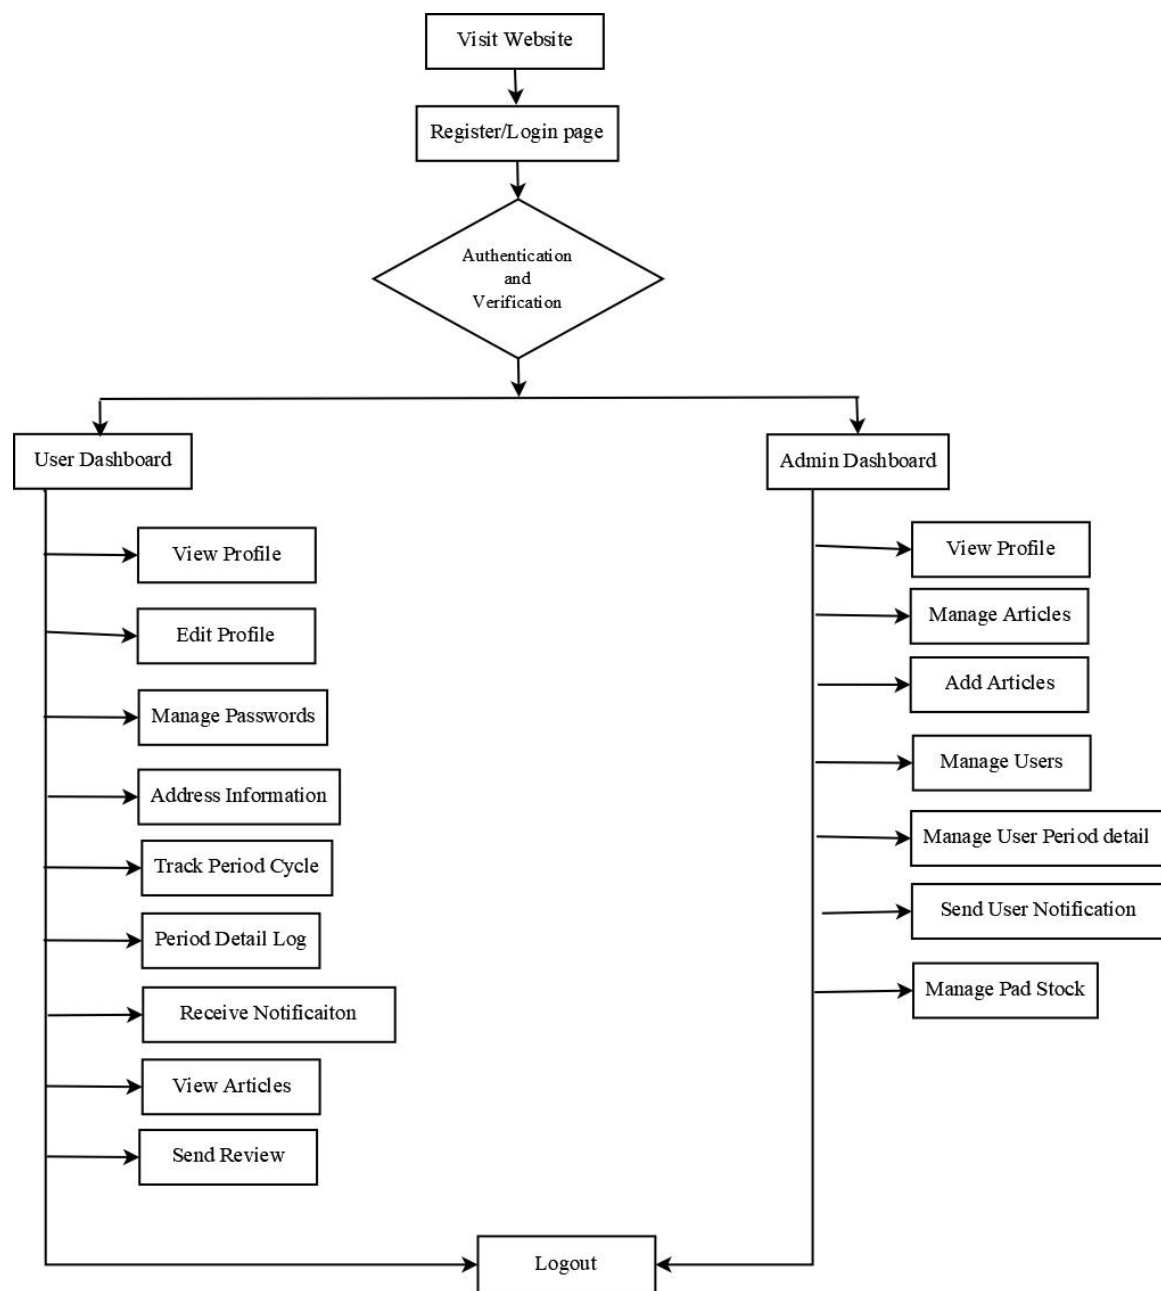 Visit Website
Register/Login page
Authentication
and
Verification
User Dashboard
Admin Dashboard
View Profile
Edit Profile
Manage Passwords
Address Information
Track Period Cycle
Period Detail Log
Receive Notificaiton
View Articles
Send Review
View Profile
Manage Articles
Add Articles
Manage Users
Manage User Period detail
Send User Notification
Manage Pad Stock
Logout